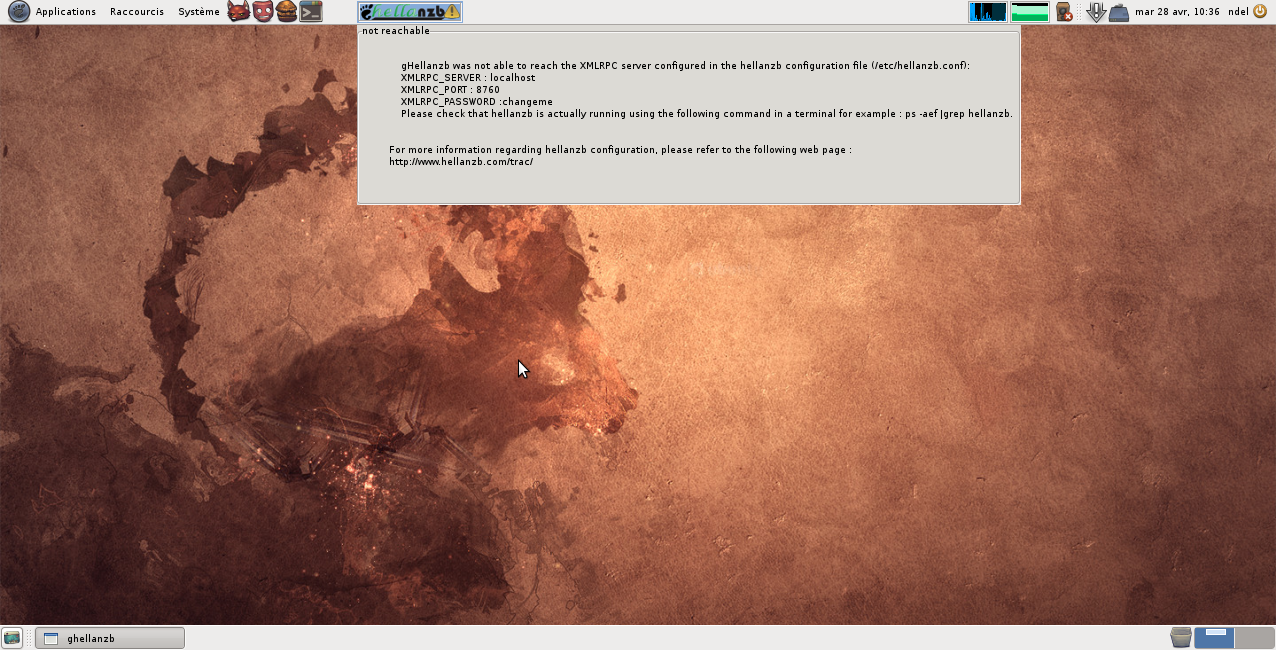 Applications Raccourcis Système
hellanzb
mar 28 avr, 10:36 ndel
not reachable
gHellanzb was not able to reach the XMLRPC server configured in the hellanzb configuration file (/etc/hellanzb.conf):
XMLRPC_SERVER : localhost
XMLRPC_PORT : 8760
XMLRPC_PASSWORD :changeme
Please check that hellanzb is actually running using the following command in a terminal for example : ps -aef |grep hellanzb.
For more information regarding hellanzb configuration, please refer to the following web page :
http://www.hellanzb.com/trac/
ghellanzb